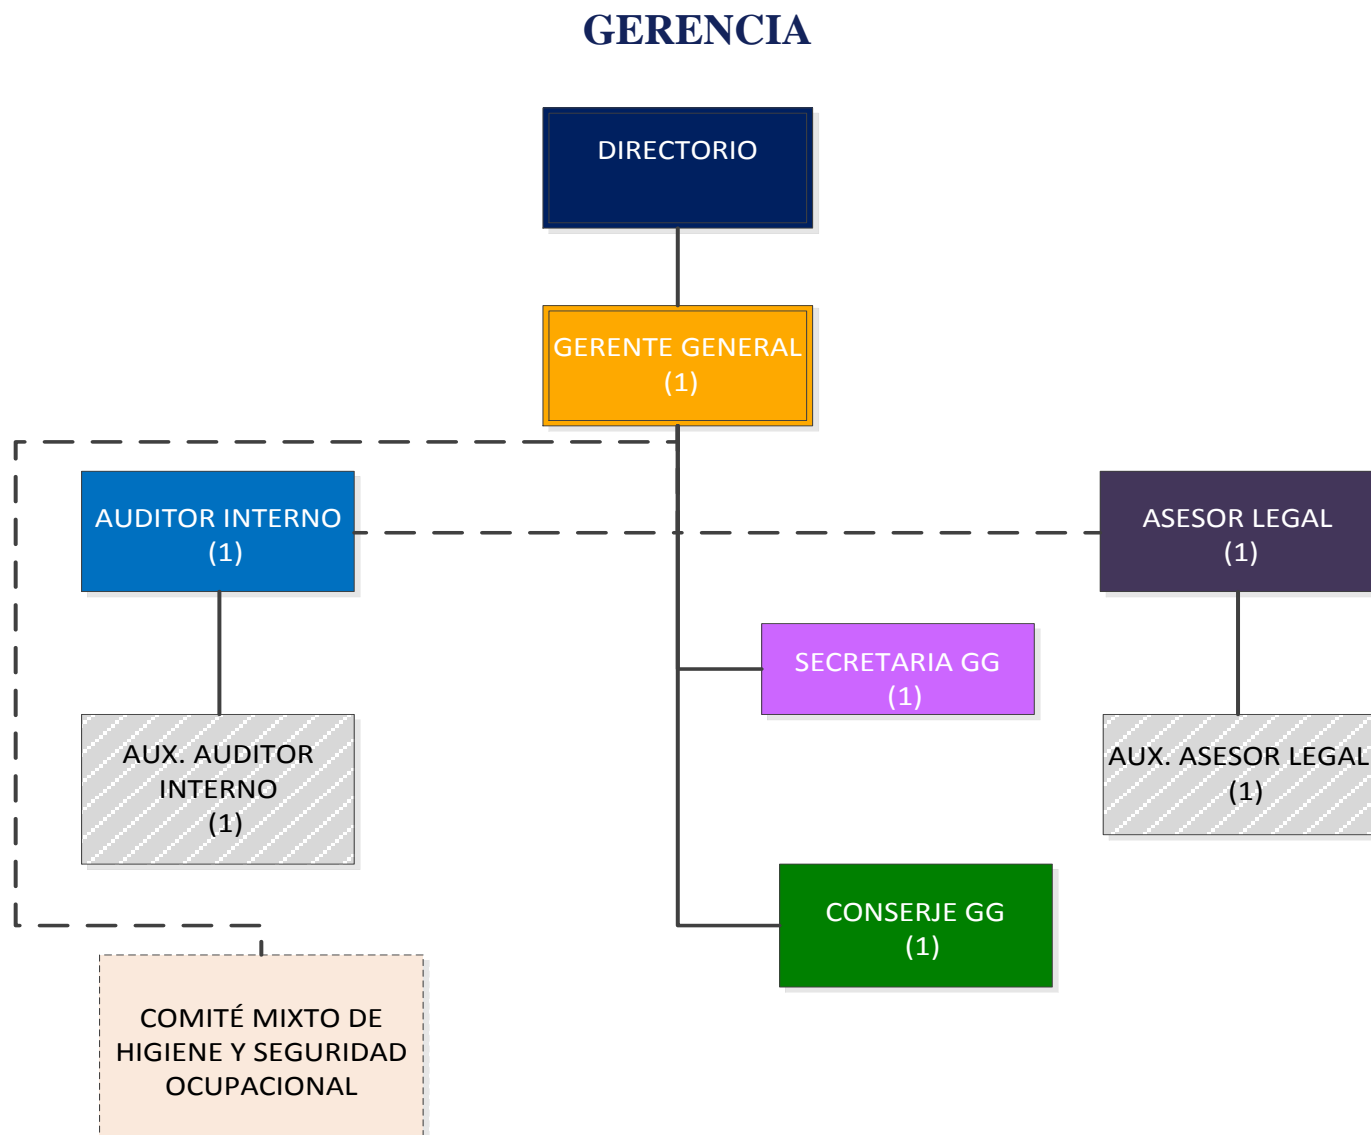 GERENCIA
DIRECTORIO
GERENTE GENERAL
(1)
AUDITOR INTERNO
(1)
ASESOR LEGAL
(1)
SECRETARIA GG
(1)
AUX. AUDITOR
INTERNO
(1)
AUX. ASESOR LEGAL
(1)
CONSERJE GG
(1)
COMITÉ MIXTO DE
HIGIENE Y SEGURIDAD
OCUPACIONAL